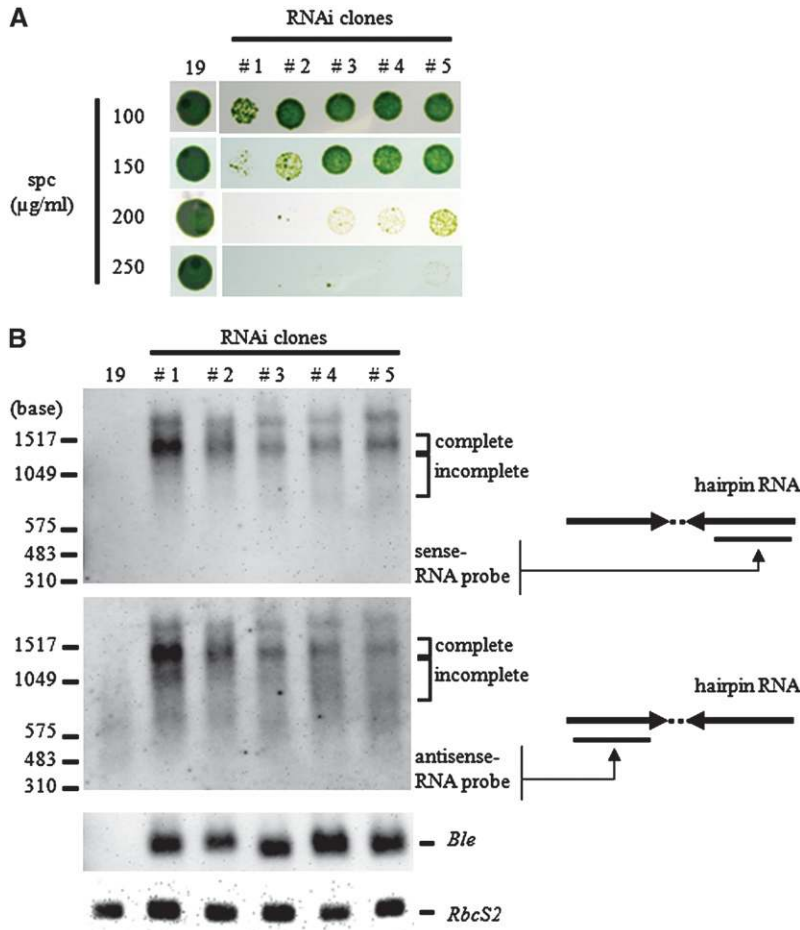 A
RNAi clones
19 # 1 # 2 # 3 # 4 # 5
100
150
spc
(µg/ml)
200
250
B
RNAi clones
19 # 1 # 2 # 3 # 4 # 5
(base)
1517
1049
575
483
310
complete
incomplete
hairpin RNA
sense-
RNA probe
1517
1049
575
483
310
complete
incomplete
hairpin RNA
antisense-
RNA probe
Ble
RbcS2